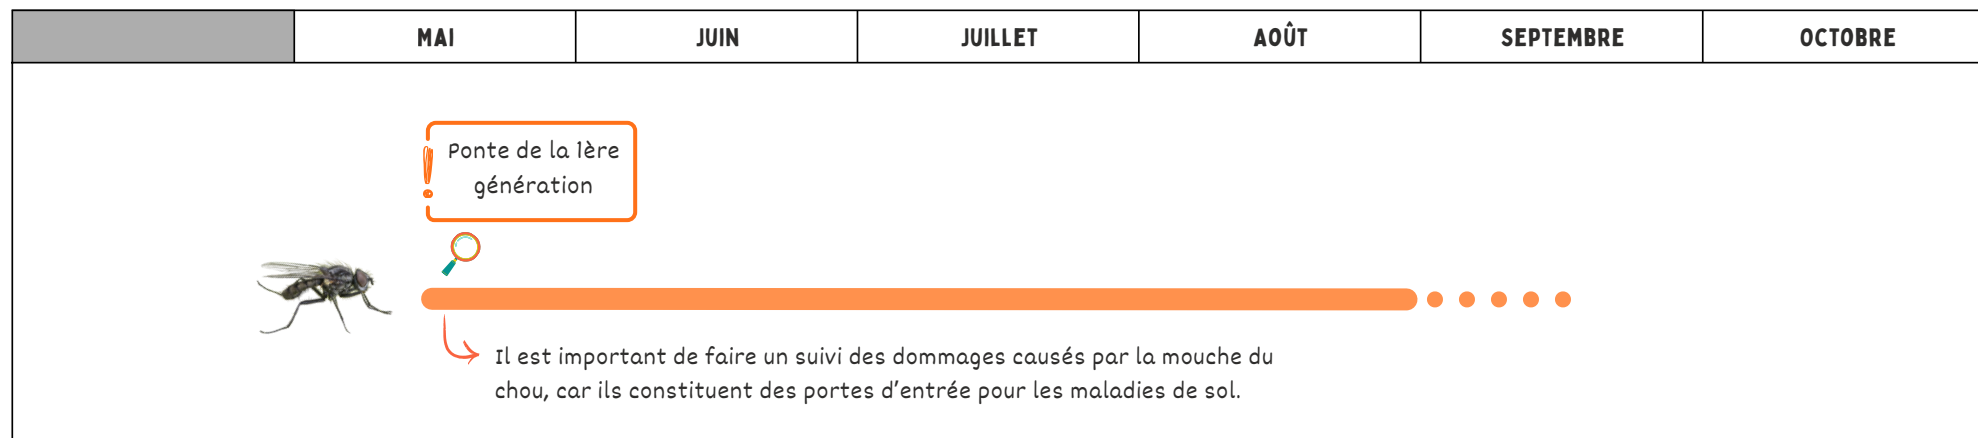 MAI JUIN JUILLET AOÛT SEPTEMBRE OCTOBRE
Ponte de la 1ère
génération
Il est important de faire un suivi des dommages causés par la mouche du
chou, car ils constituent des portes d'entrée pour les maladies de sol.